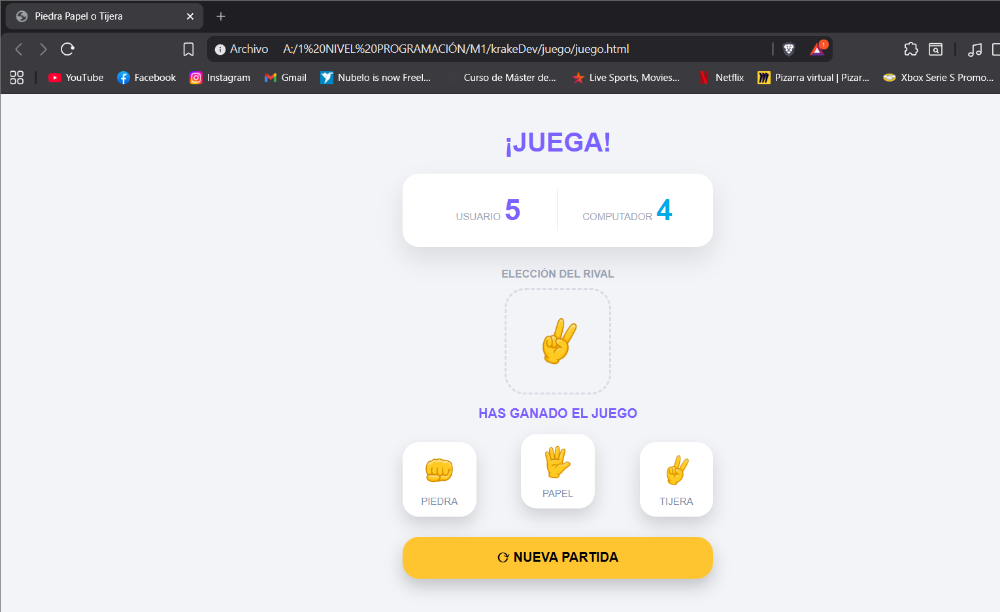 Piedra Papel o Tijera
Archivo A:/1%20NIVEL%20PROGRAMACIÓN/M1/krakeDev/juego/juego.html 1
YouTube Facebook Instagram Gmail Nubelo is now Freel... Curso de Máster de... Live Sports, Movies... Netflix Pizarra virtual | Pizar... Xbox Serie S Promo...
¡JUEGA!
USUARIO 5 COMPUTADOR 4
ELECCIÓN DEL RIVAL
HAS GANADO EL JUEGO
PIEDRA PAPEL TIJERA
NUEVA PARTIDA